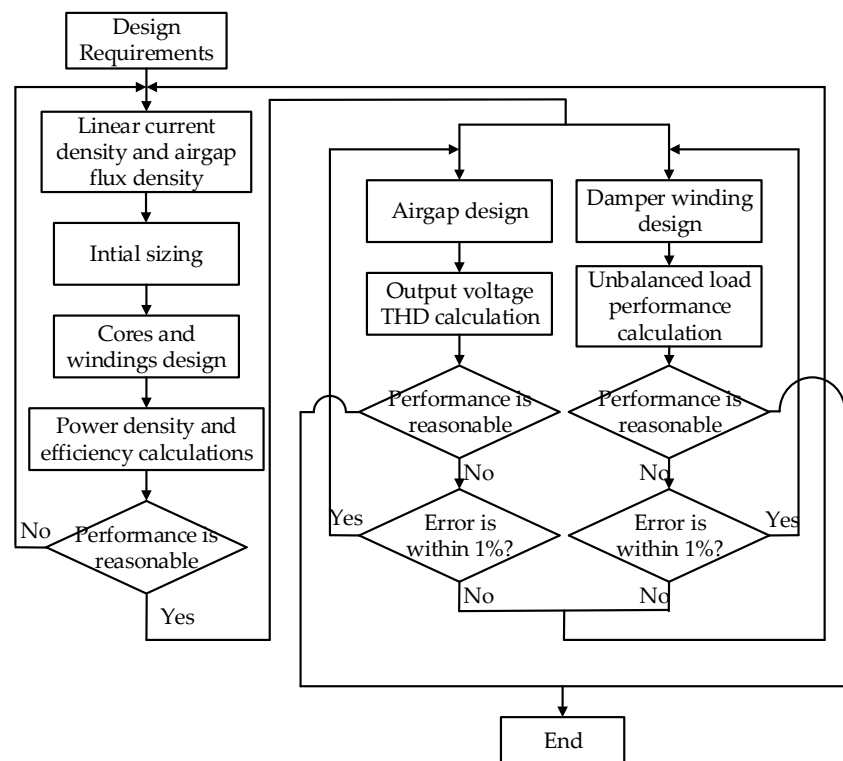 Design
Requirements
Linear current
density and airgap
flux density
Intial sizing
Cores and
windings design
Power density and
efficiency calculations
No
Performance is
reasonable
Yes
Airgap design
Output voltage
THD calculation
Performance is
reasonable
No
Yes
Error is
within 1%?
No
Damper winding
design
Unbalanced load
performance
calculation
Performance is
reasonable
No
Error is
within 1%?
Yes
No
End